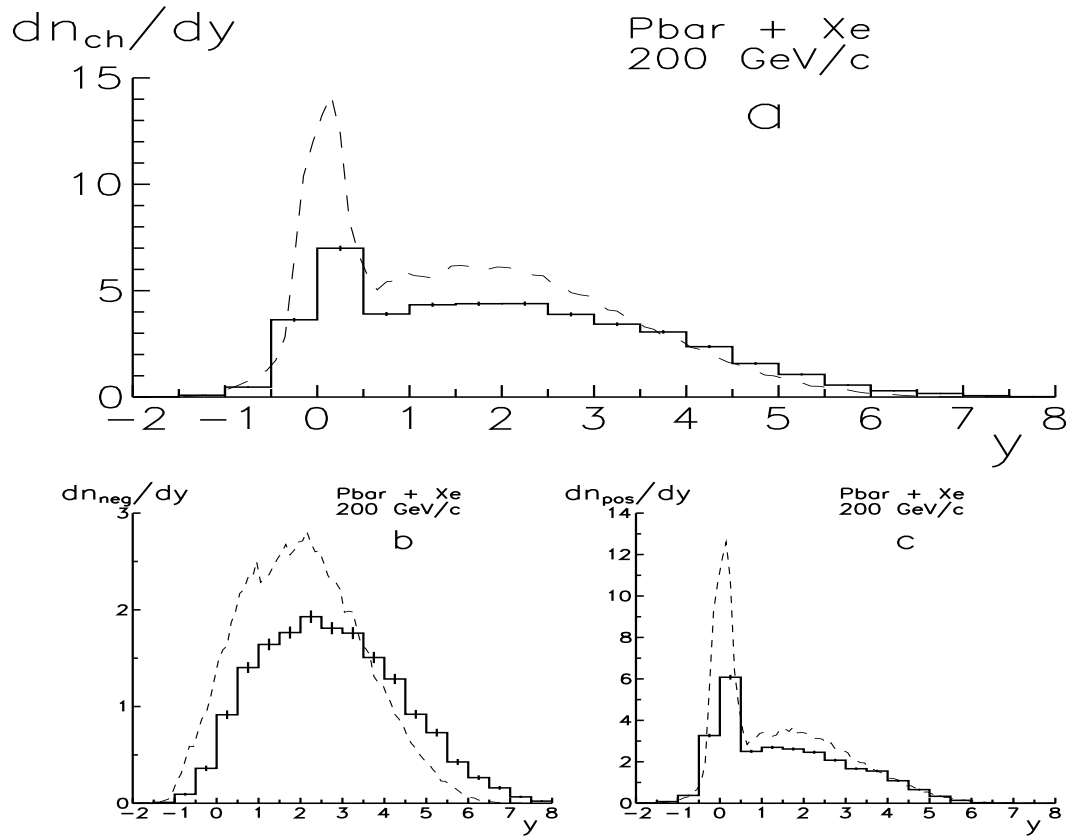 dn_ch/dy
Pbar + Xe
200 GeV/c
a
15
10
5
0
−2 −1 0 1 2 3 4 5 6 7 8
y
dn_neg/dy
Pbar + Xe
200 GeV/c
b
3
2
1
0
−2 −1 0 1 2 3 4 5 6 7 8
y
dn_pos/dy
Pbar + Xe
200 GeV/c
c
14
12
10
8
6
4
2
0
−2 −1 0 1 2 3 4 5 6 7 8
y